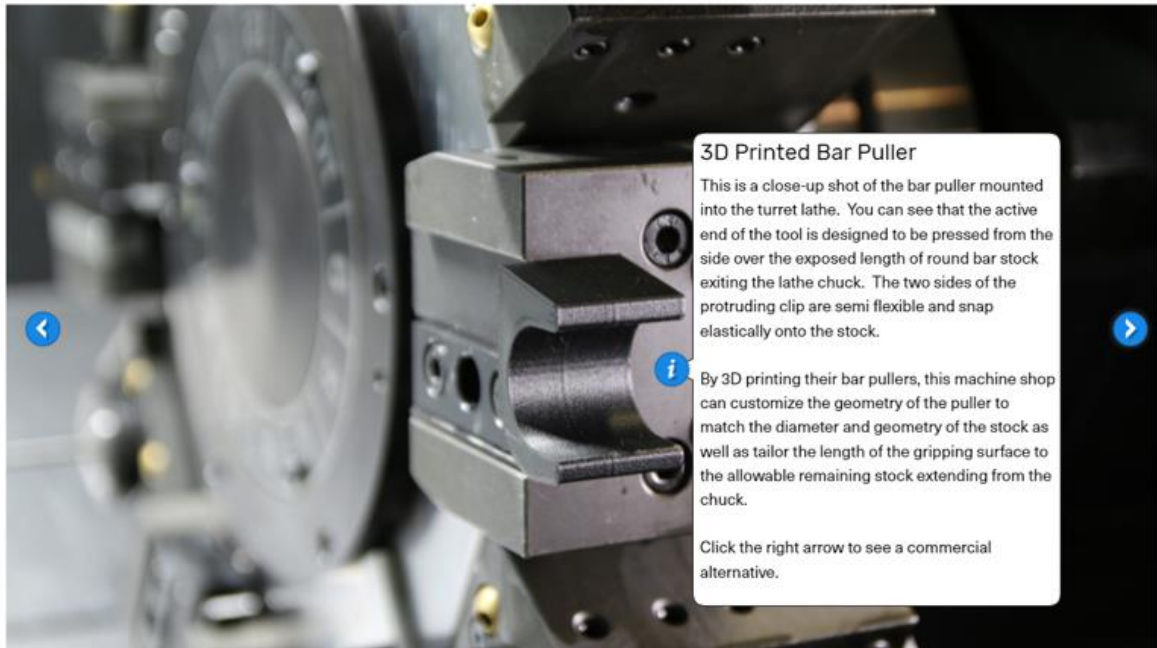 3D Printed Bar Puller
This is a close-up shot of the bar puller mounted
into the turret lathe. You can see that the active
end of the tool is designed to be pressed from the
side over the exposed length of round bar stock
exiting the lathe chuck. The two sides of the
protruding clip are semi flexible and snap
elastically onto the stock.
i
By 3D printing their bar pullers, this machine shop
can customize the geometry of the puller to
match the diameter and geometry of the stock as
well as tailor the length of the gripping surface to
the allowable remaining stock extending from the
chuck.
Click the right arrow to see a commercial
alternative.